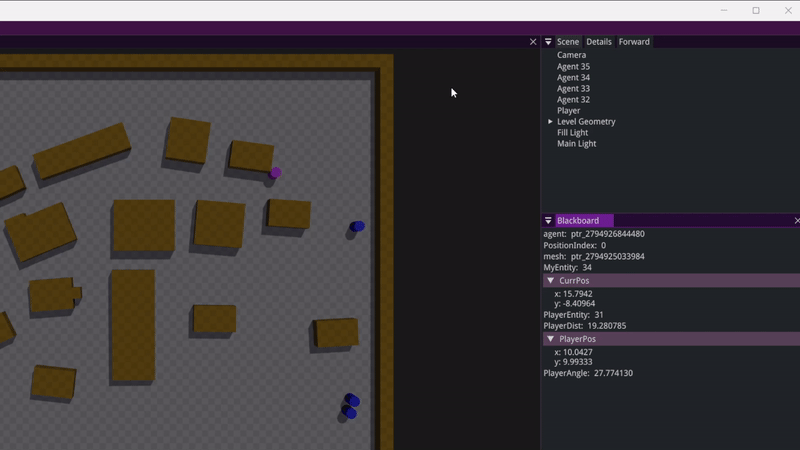 Scene Details Forward
Camera
Agent 35
Agent 34
Agent 33
Agent 32
Player
Level Geometry
Fill Light
Main Light
Blackboard
agent: ptr_2794926844480
PositionIndex: 0
mesh: ptr_2794925033984
MyEntity: 34
CurrPos
x: 15.7942
y: -8.40964
PlayerEntity: 31
PlayerDist: 19.280785
PlayerPos
x: 10.0427
y: 9.99333
PlayerAngle: 27.774130